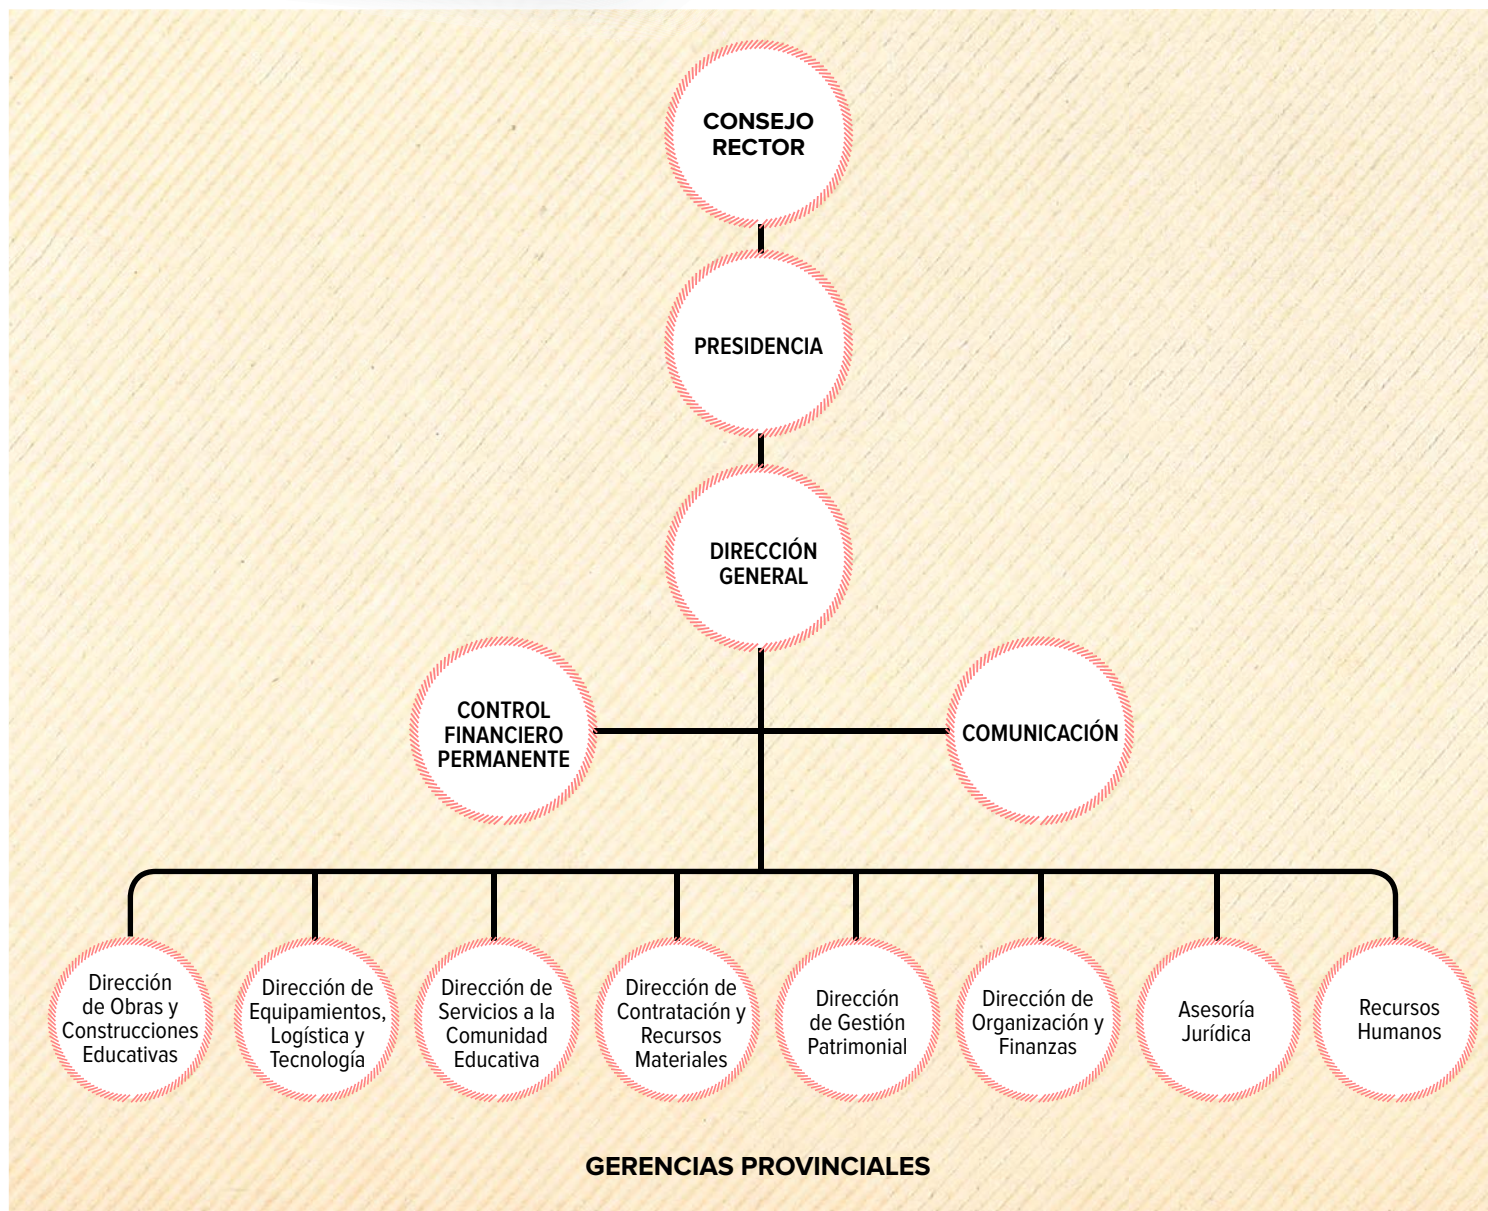 CONSEJO
RECTOR
PRESIDENCIA
DIRECCIÓN
GENERAL
CONTROL
FINANCIERO
PERMANENTE
COMUNICACIÓN
Dirección
de Obras y
Construcciones
Educativas
Dirección de
Equipamientos,
Logística y
Tecnología
Dirección de
Servicios a la
Comunidad
Educativa
Dirección de
Contratación y
Recursos
Materiales
Dirección
de Gestión
Patrimonial
Dirección de
Organización y
Finanzas
Asesoría
Jurídica
Recursos
Humanos
GERENCIAS PROVINCIALES